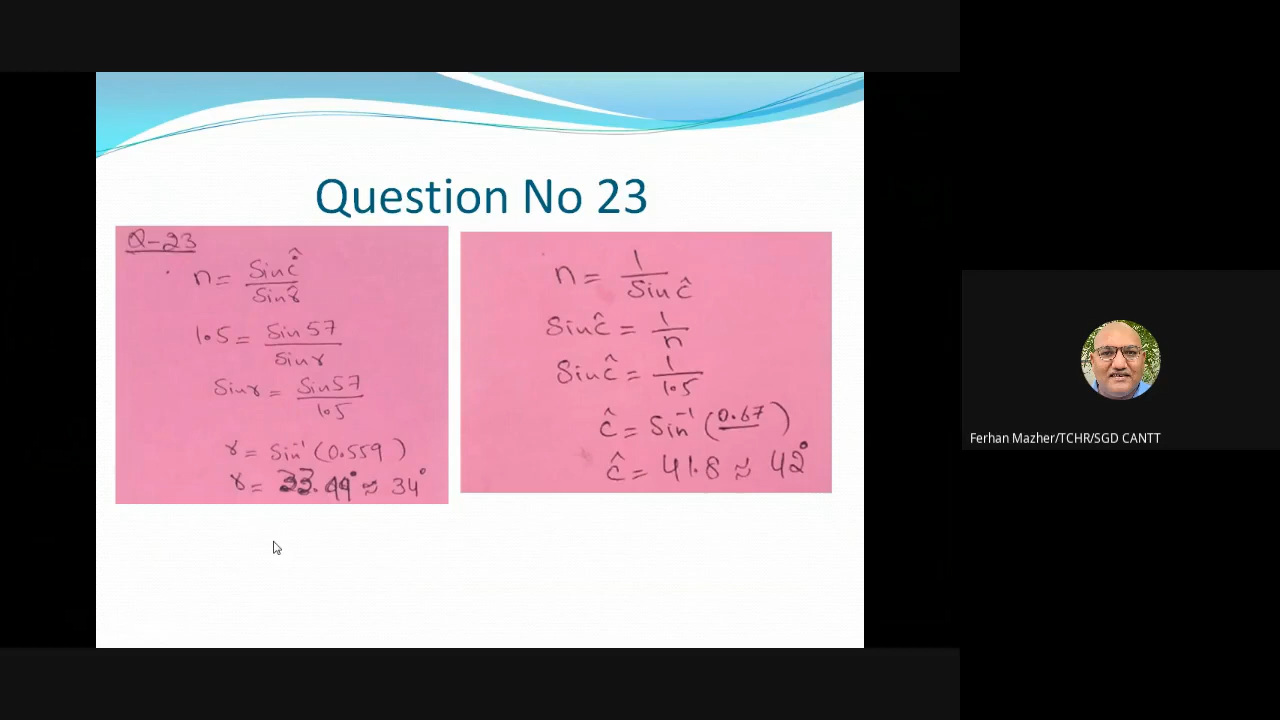 Question No 23
Q-23
n = Sin î / Sin r̂
1.5 = Sin 57 / Sin r
Sin r = Sin 57 / 1.5
r = Sin⁻¹ (0.559)
r = 33.99° ≈ 34°
n = 1 / Sin ĉ
Sin ĉ = 1 / n
Sin ĉ = 1 / 1.5
ĉ = Sin⁻¹ (0.67)
ĉ = 41.8 ≈ 42°
Ferhan Mazher/TCHR/SGD CANTT